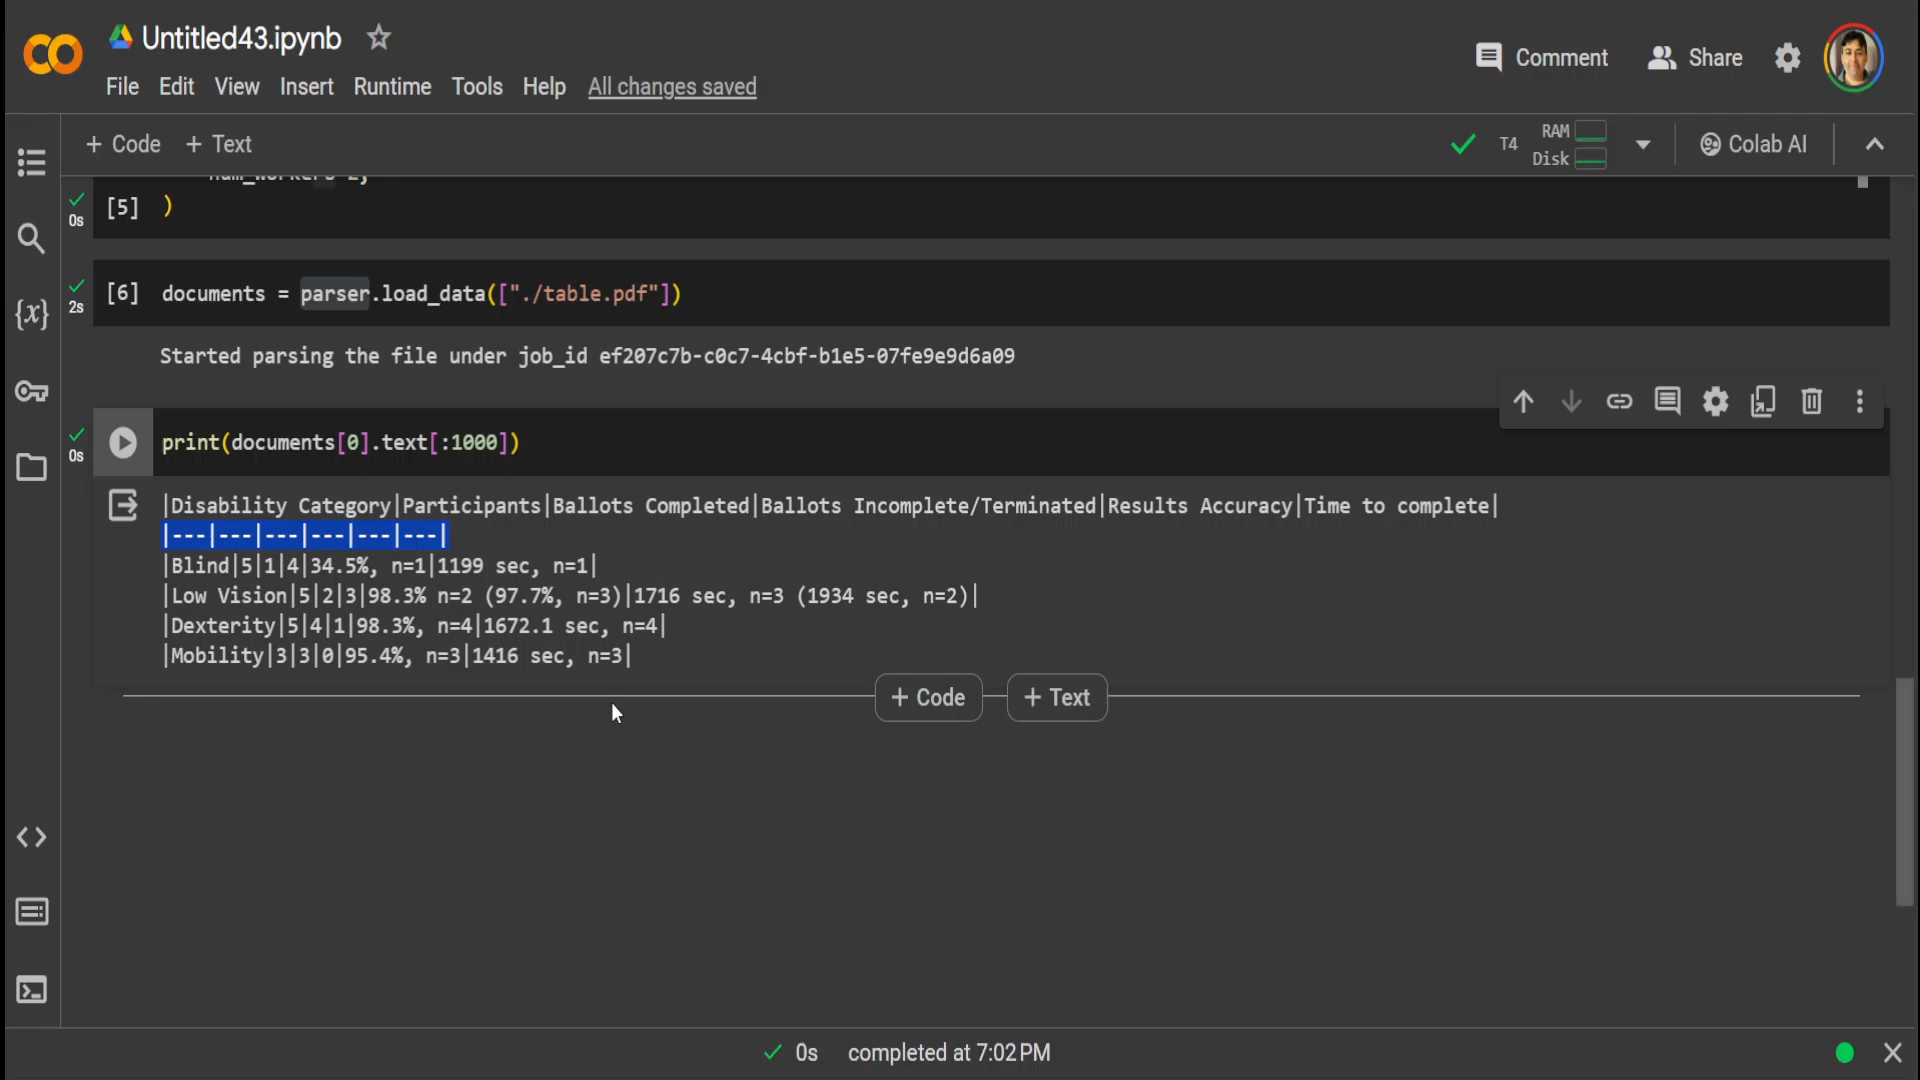 Untitled43.ipynb
Comment
Share
File Edit View Insert Runtime Tools Help All changes saved
+ Code + Text
T4
RAM
Disk
Colab AI
0s
[5] )
2s
[6] documents = parser.load_data(["./table.pdf"])
Started parsing the file under job_id ef207c7b-c0c7-4cbf-b1e5-07fe9e9d6a09
0s
print(documents[0].text[:1000])
|Disability Category|Participants|Ballots Completed|Ballots Incomplete/Terminated|Results Accuracy|Time to complete|
|---|---|---|---|---|---|
|Blind|5|1|4|34.5%, n=1|1199 sec, n=1|
|Low Vision|5|2|3|98.3% n=2 (97.7%, n=3)|1716 sec, n=3 (1934 sec, n=2)|
|Dexterity|5|4|1|98.3%, n=4|1672.1 sec, n=4|
|Mobility|3|3|0|95.4%, n=3|1416 sec, n=3|
+ Code + Text
0s completed at 7:02 PM